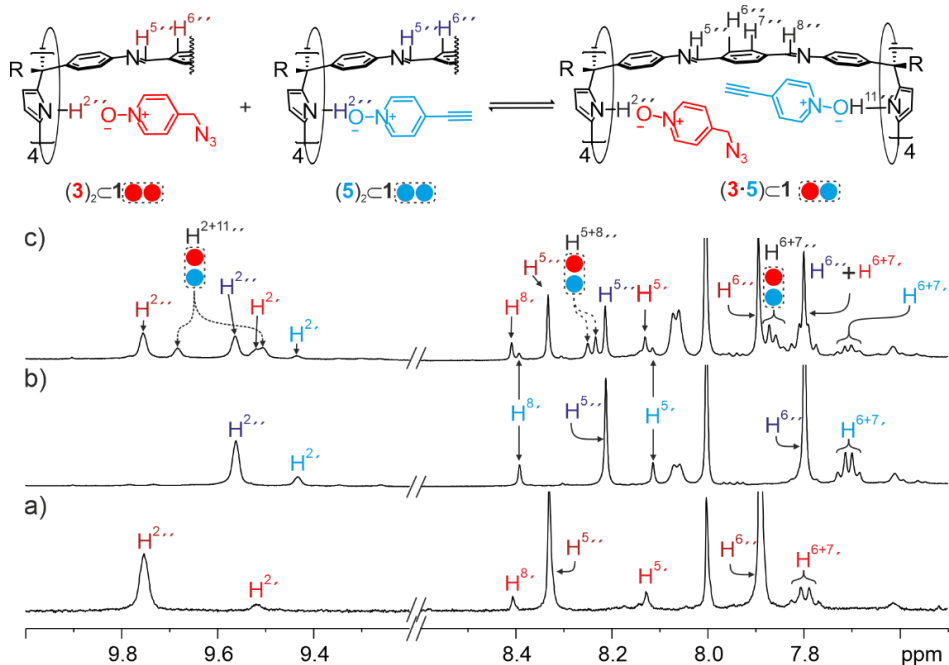 H5´´ H6´´ H5´´ H6´´ H5´´ H6´´ H7´´ H8´´
R N R N R N N R
N H2´´ O N+ N H2´´ O N+ N H2´´ O N+ N+ O H11´´ N
− + − − −
N3 N3
4 4 4 4
(3)2⊂1 (5)2⊂1 (3·5)⊂1
c) H2+11´´ H5+8´´ H6+7´´
H2´´ H2´´ H2´ H2´ H8´ H5´´ H5´´ H5´ H6´´ H6´´ + H6+7´ H6+7´
b) H2´´ H2´ H8´ H5´´ H5´ H6´´ H6+7´
a) H2´´ H2´ H8´ H5´´ H5´ H6´´ H6+7´
9.8 9.6 9.4 8.4 8.2 8.0 7.8 ppm